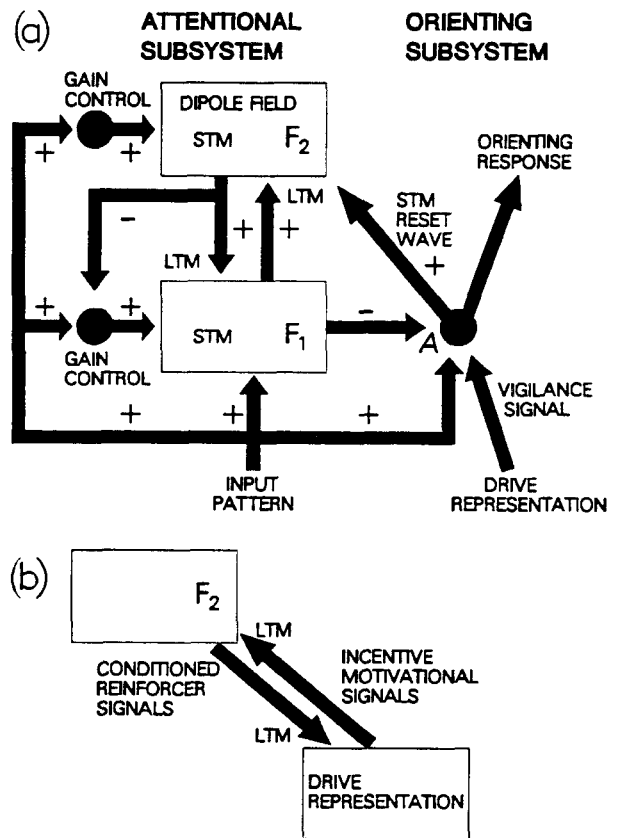 (a)
ATTENTIONAL
SUBSYSTEM
ORIENTING
SUBSYSTEM
GAIN
CONTROL
DIPOLE FIELD
STM F₂
+ +
ORIENTING
RESPONSE
LTM
STM
RESET
WAVE
+
-
+ +
LTM
+ +
STM F₁
-
A
GAIN
CONTROL
VIGILANCE
SIGNAL
+ + +
INPUT
PATTERN
DRIVE
REPRESENTATION
(b)
F₂
LTM
CONDITIONED
REINFORCER
SIGNALS
INCENTIVE
MOTIVATIONAL
SIGNALS
LTM
DRIVE
REPRESENTATION